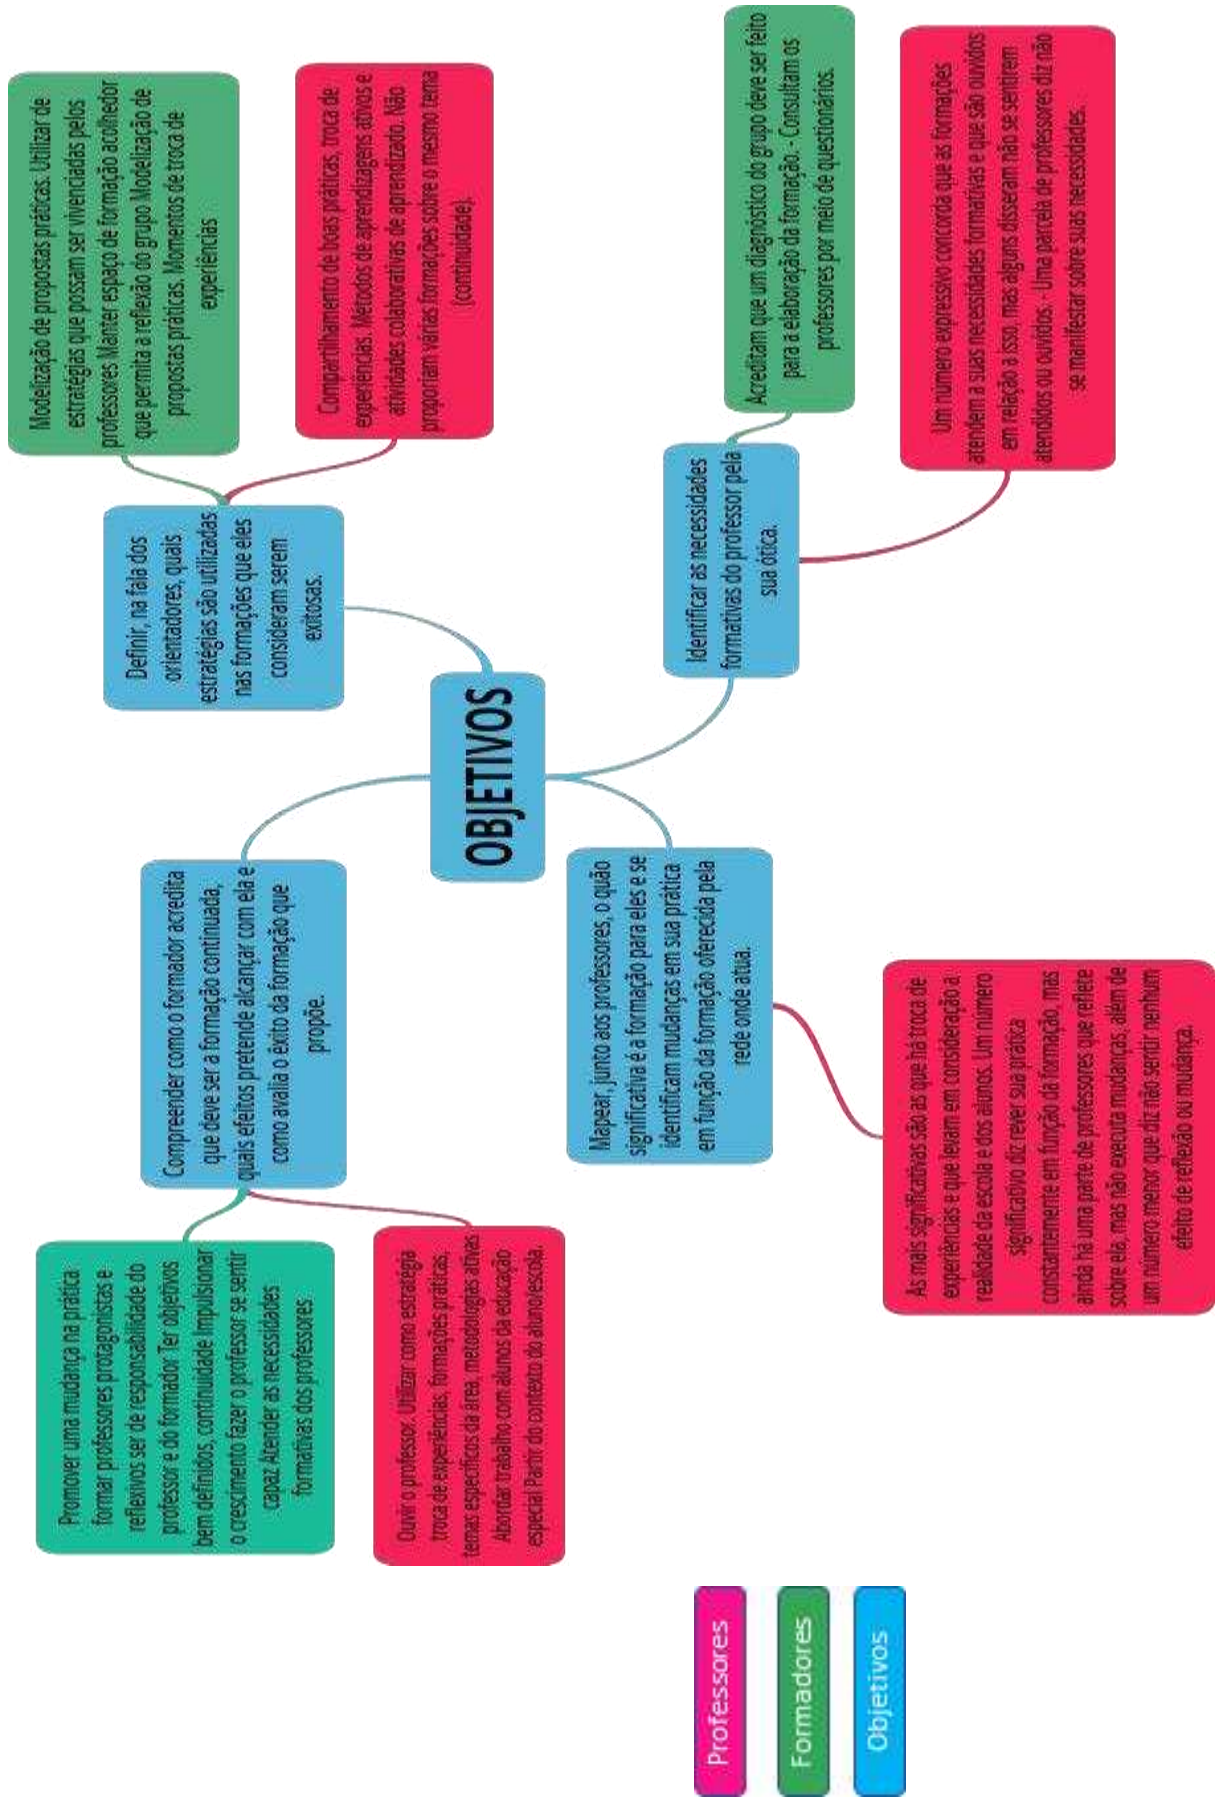 Promover uma mudança na prática
formar professores protagonistas e
reflexivos ser de responsabilidade do
professor e do formador Ter objetivos
bem definidos, continuidade Impulsionar
o crescimento fazer o professor se sentir
capaz Atender as necessidades
formativas dos professores
Ouvir o professor. Utilizar como estratégia
troca de experiências, formações práticas,
temas específicos da área, metodologias ativas
Abordar trabalho com alunos da educação
especial Partir do contexto do aluno/escola.
Compreender como o formador acredita
que deve ser a formação continuada,
quais efeitos pretende alcançar com ela e
como avalia o êxito da formação que
propõe.
Definir, na fala dos
orientadores, quais
estratégias são utilizadas
nas formações que eles
consideram serem
exitosas.
Modelização de propostas práticas. Utilizar de
estratégias que possam ser vivenciadas pelos
professores Manter espaço de formação acolhedor
que permita a reflexão do grupo Modelização de
propostas práticas. Momentos de troca de
experiências
Compartilhamento de boas práticas, troca de
experiências. Métodos de aprendizagens ativos e
atividades colaborativas de aprendizado. Não
proporiam várias formações sobre o mesmo tema
(continuidade).
OBJETIVOS
Mapear, junto aos professores, o quão
significativa é a formação para eles e se
identificam mudanças em sua prática
em função da formação oferecida pela
rede onde atua.
Identificar as necessidades
formativas do professor pela
sua ótica.
Acreditam que um diagnóstico do grupo deve ser feito
para a elaboração da formação. - Consultam os
professores por meio de questionários.
Um número expressivo concorda que as formações
atendem a suas necessidades formativas e que são ouvidos
em relação a isso, mas alguns disseram não se sentirem
atendidos ou ouvidos. - Uma parcela de professores diz não
se manifestar sobre suas necessidades.
As mais significativas são as que há troca de
experiências e que levam em consideração a
realidade da escola e dos alunos. Um número
significativo diz rever sua prática
constantemente em função da formação, mas
ainda há uma parte de professores que reflete
sobre ela, mas não executa mudanças, além de
um número menor que diz não sentir nenhum
efeito de reflexão ou mudança.
Professores
Formadores
Objetivos